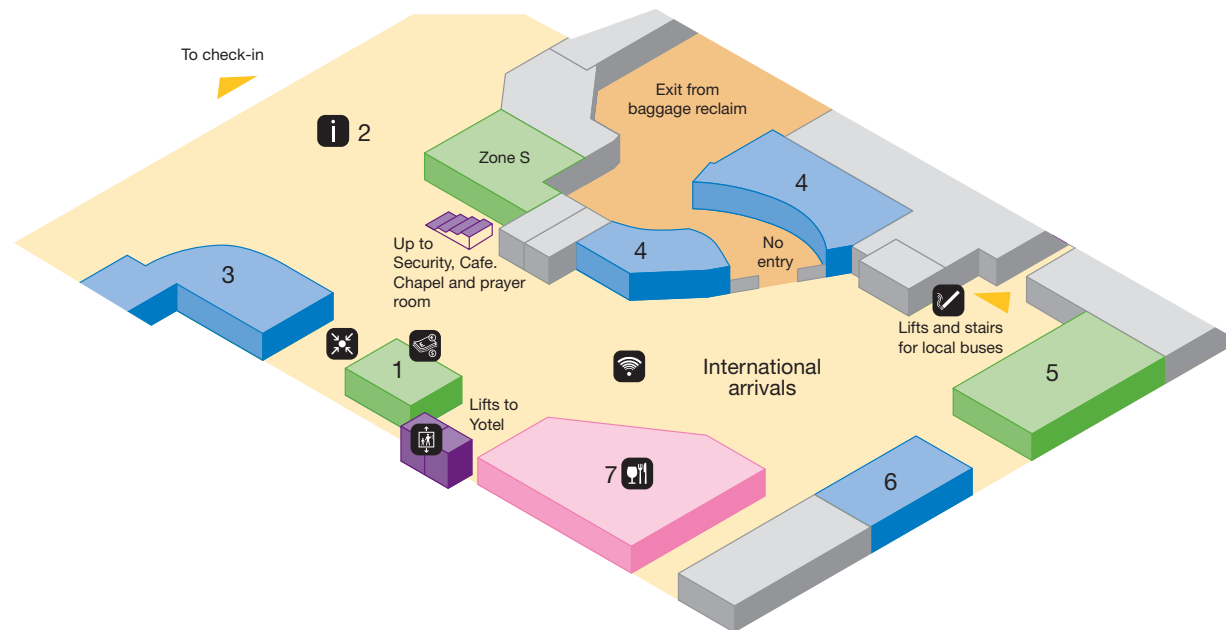 To check-in
Exit from
baggage reclaim
i 2
Zone S
4
Up to
Security, Cafe.
Chapel and prayer
room
4
No
entry
3
Lifts and stairs
for local buses
1
International
arrivals
5
Lifts to
Yotel
7
6